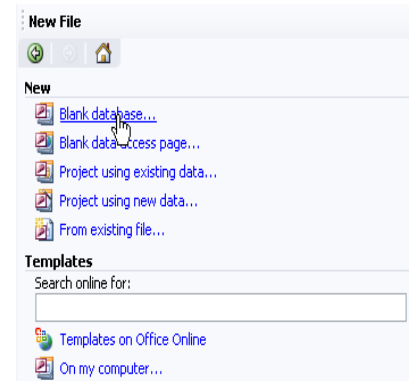 New File
New
Blank database...
Blank data access page...
Project using existing data...
Project using new data...
From existing file...
Templates
Search online for:
Templates on Office Online
On my computer...